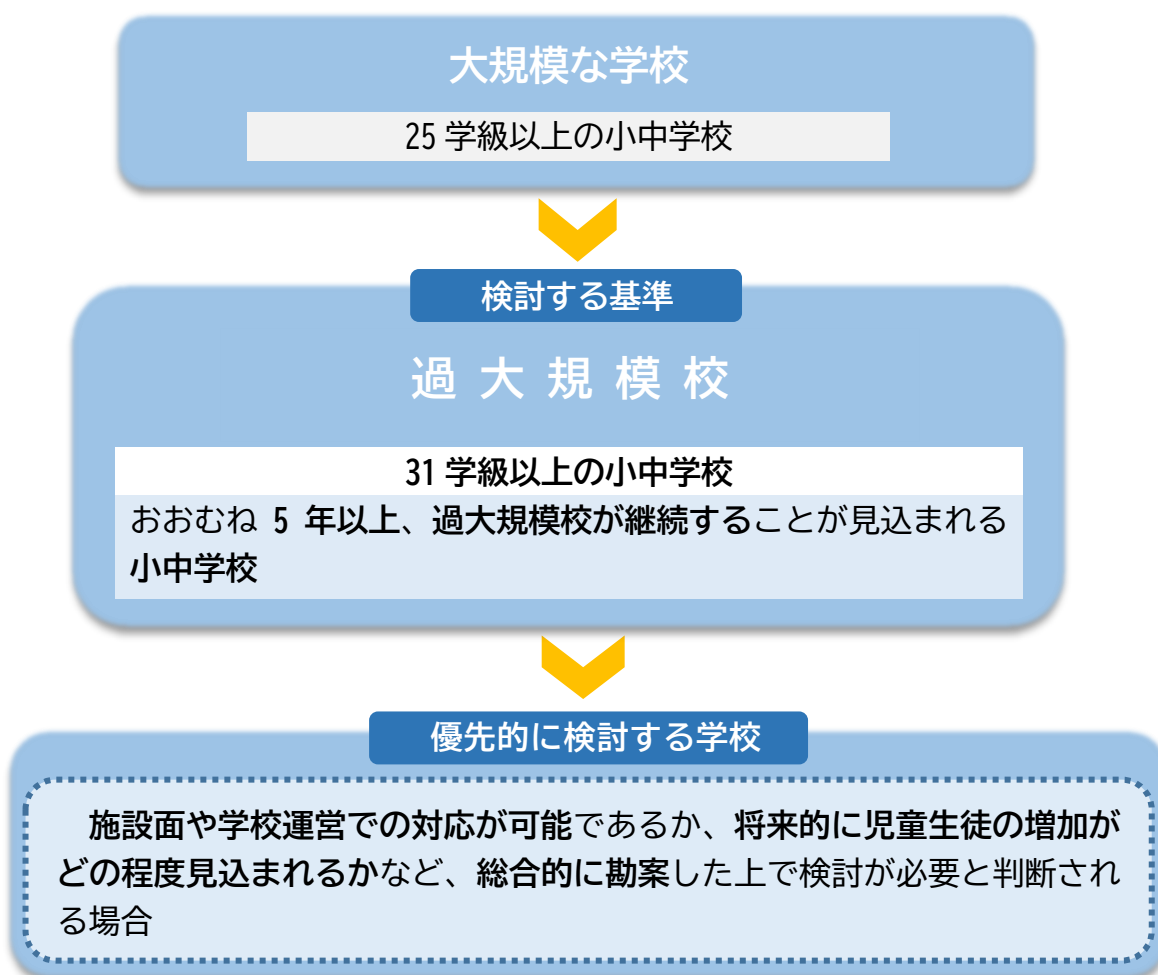 大規模な学校
25 学級以上の小中学校
検討する基準
過大規模校
31 学級以上の小中学校
おおむね 5 年以上、過大規模校が継続することが見込まれる
小中学校
優先的に検討する学校
施設面や学校運営での対応が可能であるか、将来的に児童生徒の増加が
どの程度見込まれるかなど、総合的に勘案した上で検討が必要と判断され
る場合